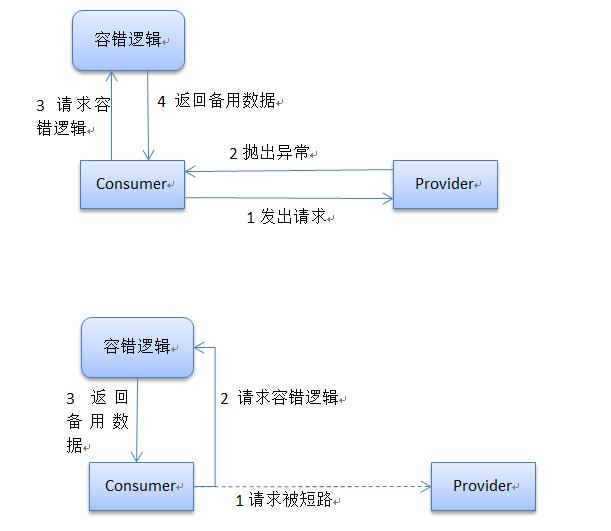 容错逻辑
3 请求容
错逻辑
4 返回备用数据
2 抛出异常
Consumer
Provider
1 发出请求
容错逻辑
3 返回
备用数
据
2 请求容错逻辑
Consumer
Provider
1 请求被短路